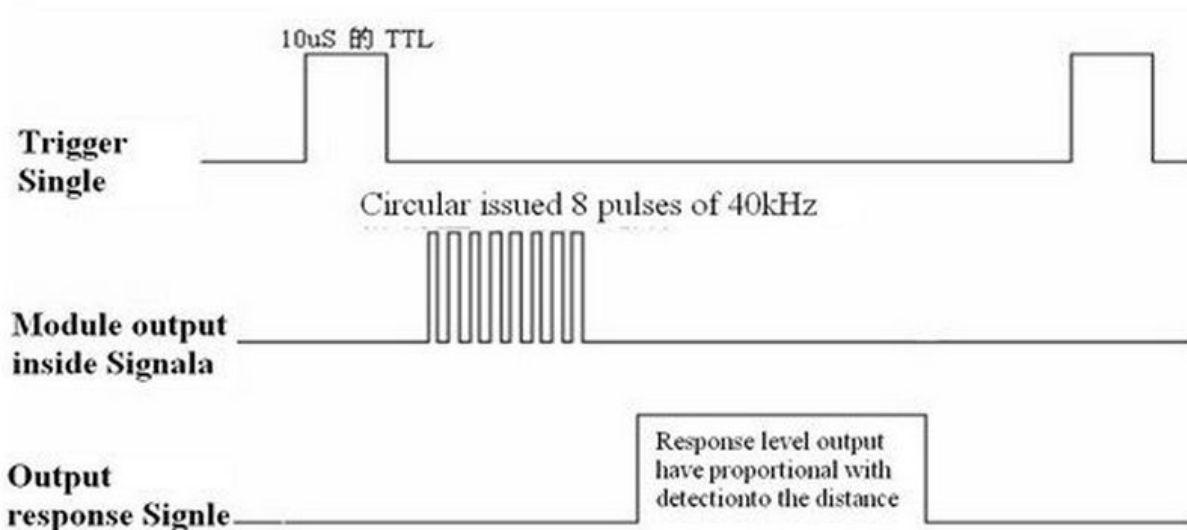 10uS 的 TTL
Trigger
Single
Circular issued 8 pulses of 40kHz
Module output
inside Signala
Response level output
have proportional with
detectionto the distance
Output
response Signle